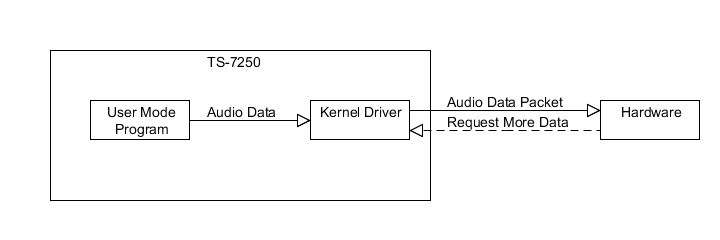 TS-7250
User Mode
Program
Audio Data
Kernel Driver
Audio Data Packet
Request More Data
Hardware